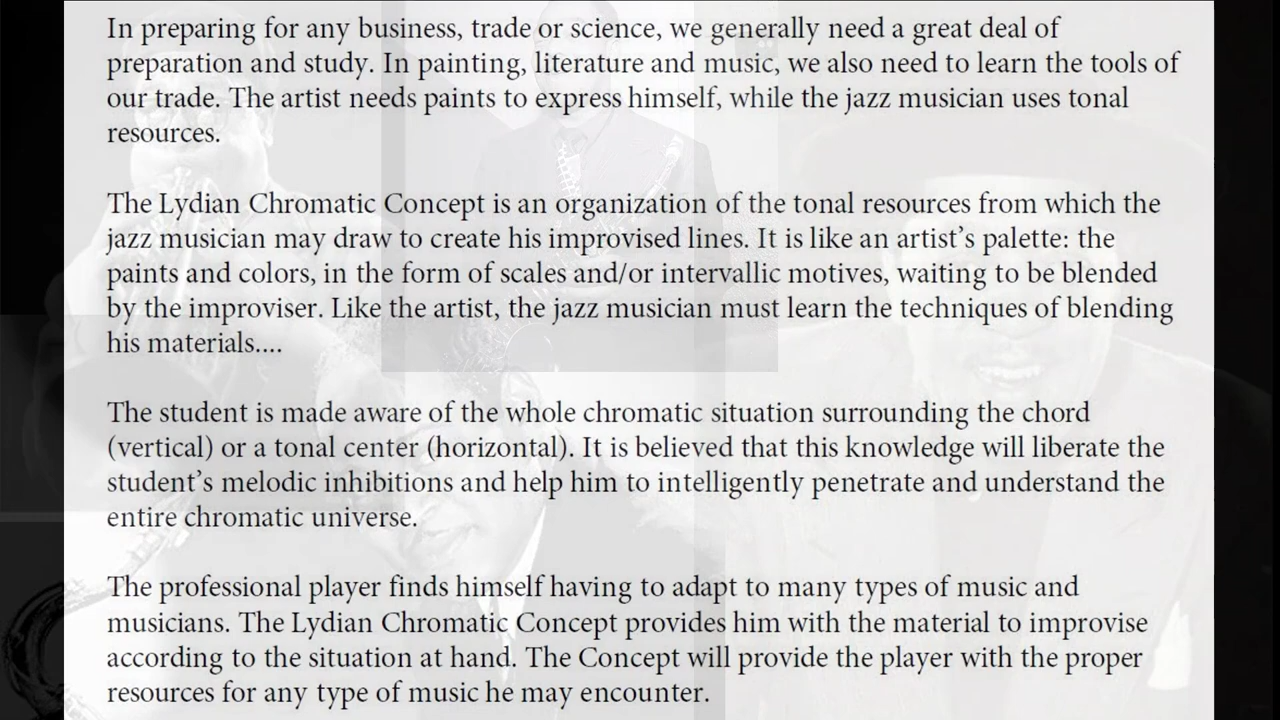 In preparing for any business, trade or science, we generally need a great deal of
preparation and study. In painting, literature and music, we also need to learn the tools of
our trade. The artist needs paints to express himself, while the jazz musician uses tonal
resources.
The Lydian Chromatic Concept is an organization of the tonal resources from which the
jazz musician may draw to create his improvised lines. It is like an artist’s palette: the
paints and colors, in the form of scales and/or intervallic motives, waiting to be blended
by the improviser. Like the artist, the jazz musician must learn the techniques of blending
his materials....
The student is made aware of the whole chromatic situation surrounding the chord
(vertical) or a tonal center (horizontal). It is believed that this knowledge will liberate the
student’s melodic inhibitions and help him to intelligently penetrate and understand the
entire chromatic universe.
The professional player finds himself having to adapt to many types of music and
musicians. The Lydian Chromatic Concept provides him with the material to improvise
according to the situation at hand. The Concept will provide the player with the proper
resources for any type of music he may encounter.